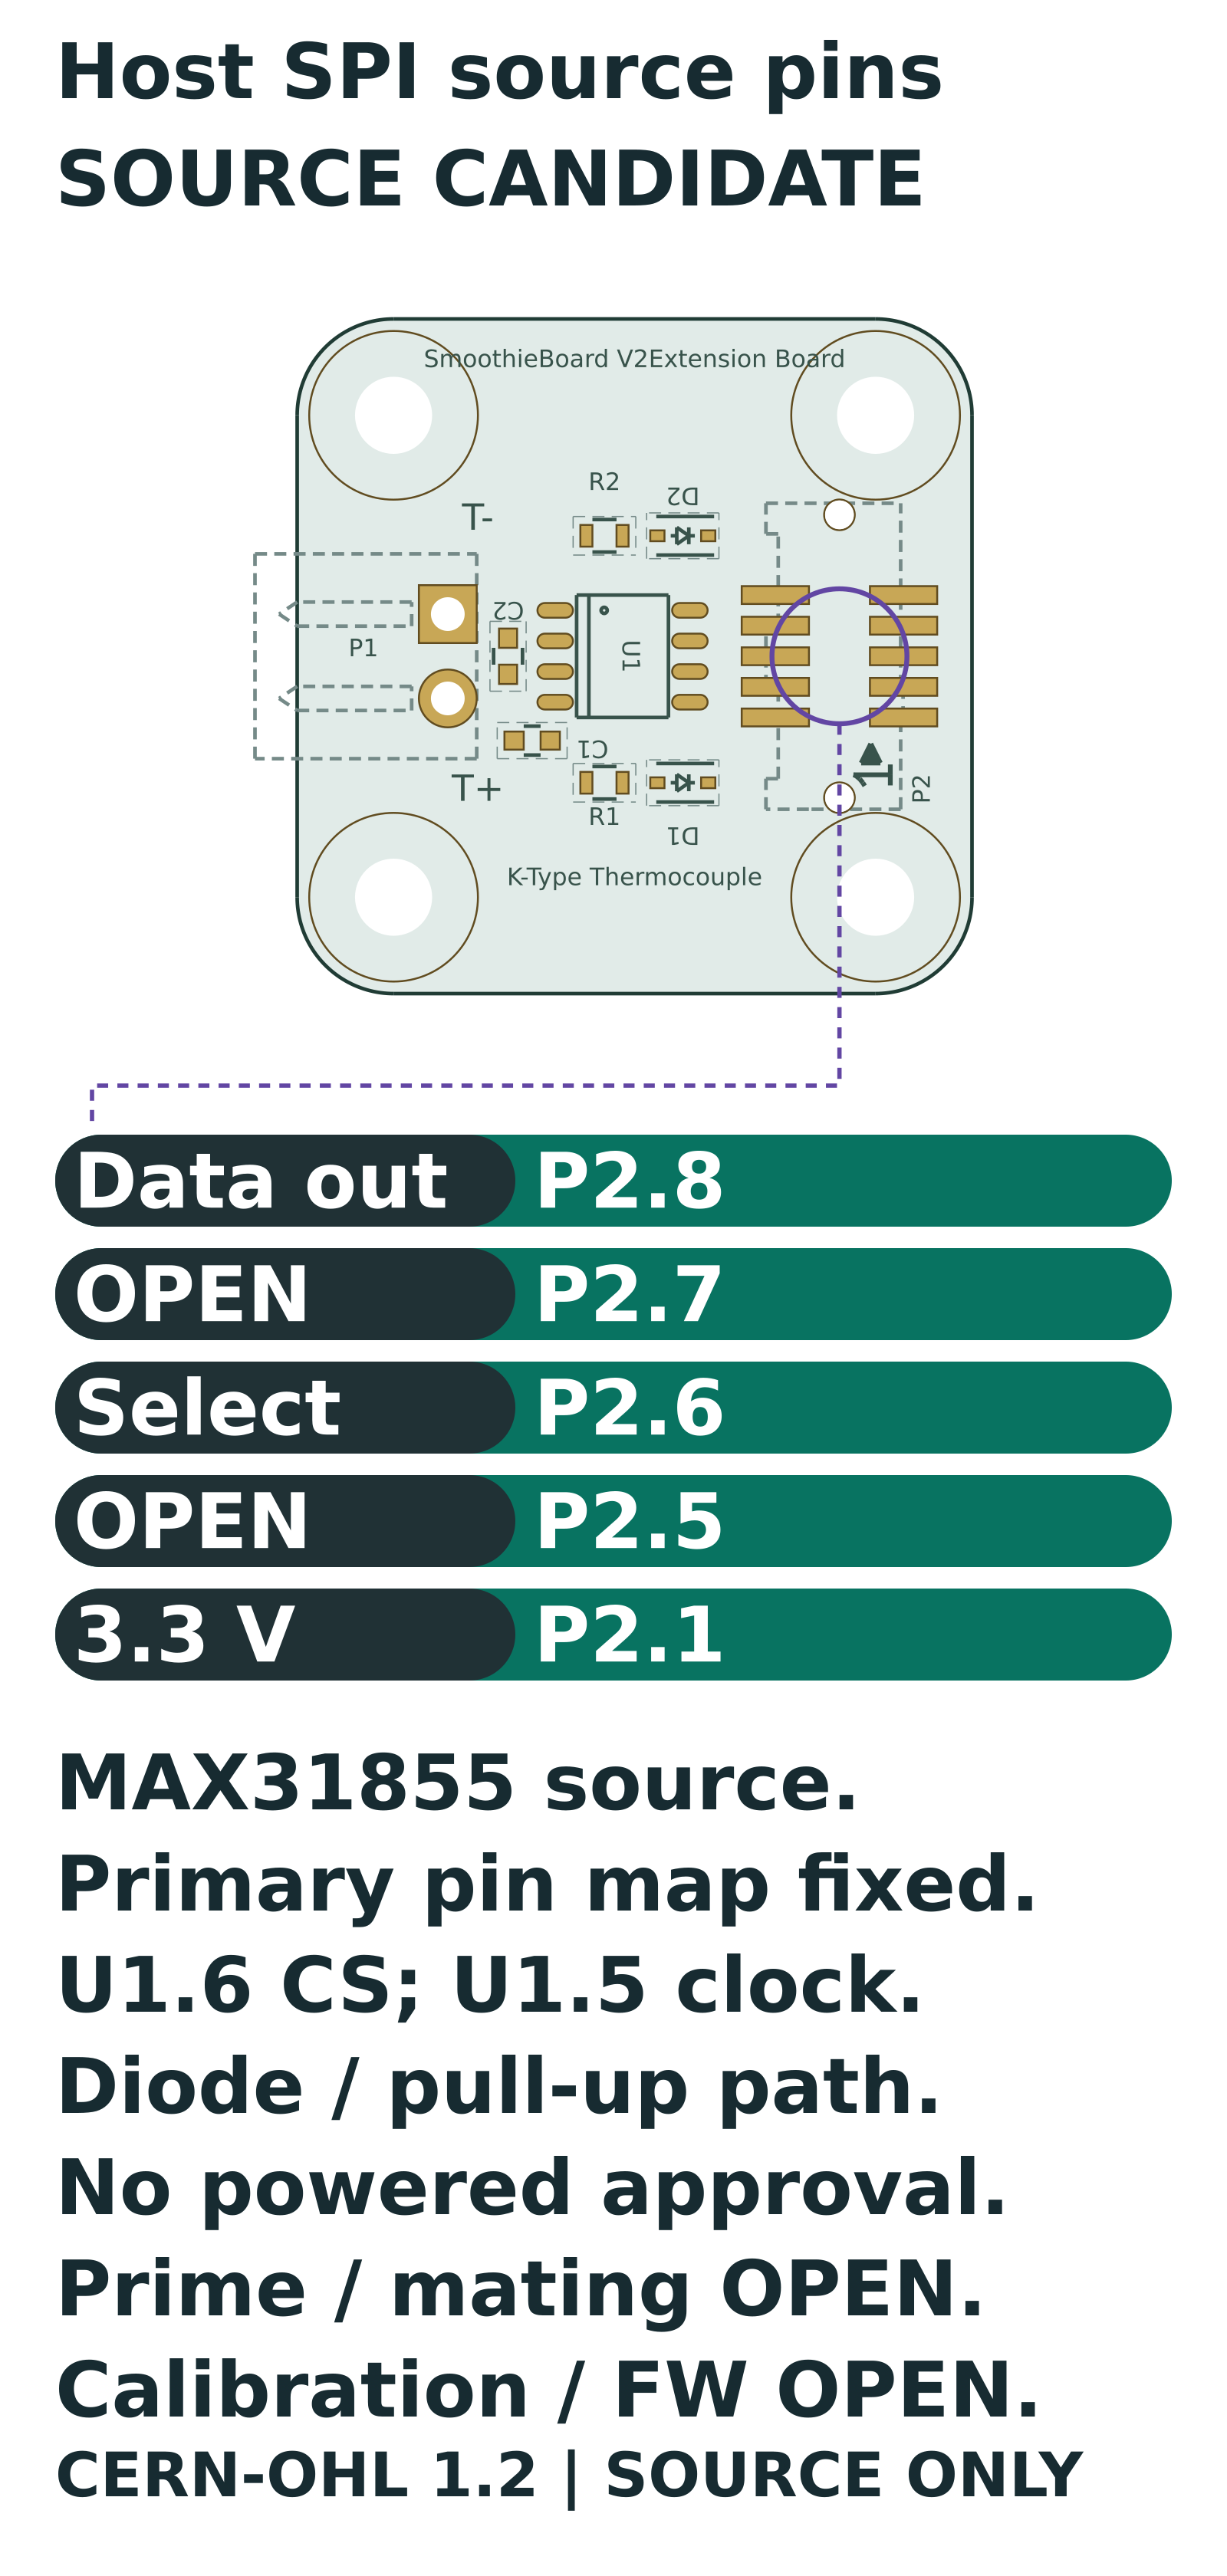 Host SPI source pins
SOURCE CANDIDATE
SmoothieBoard V2Extension Board
R2
D2
T-
C2
P1
U1
C1
1
P2
T+
R1
D1
K-Type Thermocouple
Data out P2.8
OPEN P2.7
Select P2.6
OPEN P2.5
3.3 V P2.1
MAX31855 source.
Primary pin map fixed.
U1.6 CS; U1.5 clock.
Diode / pull-up path.
No powered approval.
Prime / mating OPEN.
Calibration / FW OPEN.
CERN-OHL 1.2 | SOURCE ONLY